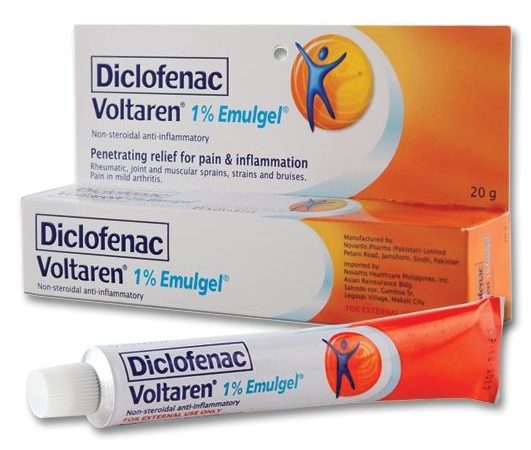 Diclofenac
Voltaren® 1% Emulgel®
Non-steroidal anti-inflammatory
Penetrating relief for pain & inflammation
Rheumatic, joint and muscular sprains, strains and bruises.
Pain in mild arthritis.
20 g
Diclofenac
Voltaren® 1% Emulgel®
Non-steroidal anti-inflammatory
Manufactured by:
Novartis Pharma (Pakistan) Limited
Petaro Road, Jamshoro, Sindh, Pakistan
Imported by:
Novartis Healthcare Philippines, Inc.
Asian Reinsurance Bldg.
Salcedo cor. Gamboa St.
Legaspi Village, Makati City
FOR EXTERNAL
20 g
Diclofenac
Voltaren® 1% Emulgel®
Non-steroidal anti-inflammatory
FOR EXTERNAL USE ONLY